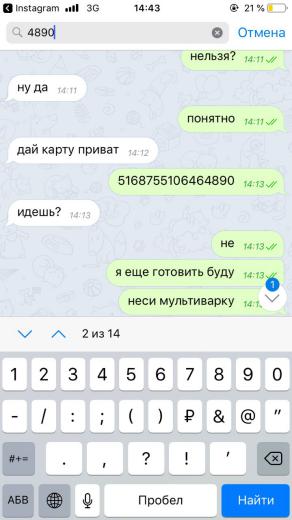 Instagram 3G 14:43 21 %
4890 Отмена
нельзя? 14:11
ну да 14:11
понятно 14:11
дай карту приват 14:12
5168755106464890 14:13
идешь? 14:13
не 14:13
я еще готовить буду 14:13
1
неси мультиварку 14:1
2 из 14
1 2 3 4 5 6 7 8 9 0
- / : ; ( ) ₽ & @ "
#+= . , ? ! ’
АБВ Пробел Найти